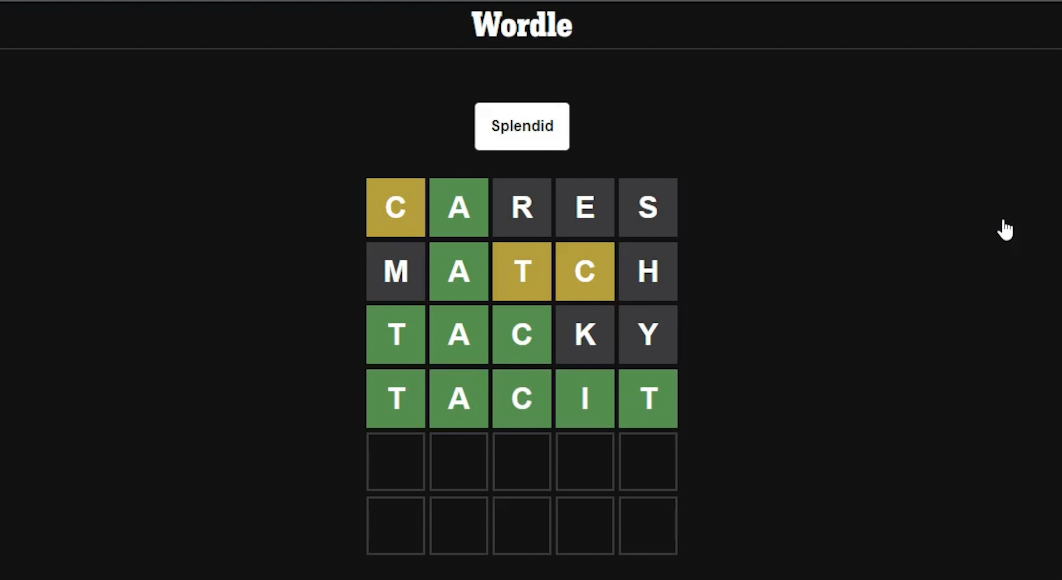 Wordle
Splendid
C A R E S
M A T C H
T A C K Y
T A C I T